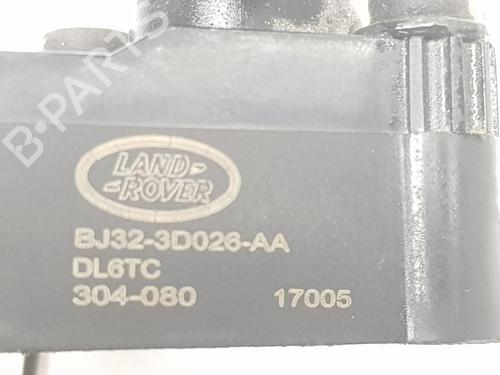 B-PARTS
LAND-
-ROVER
BJ32-3D026-AA
DL6TC
304-080 17005